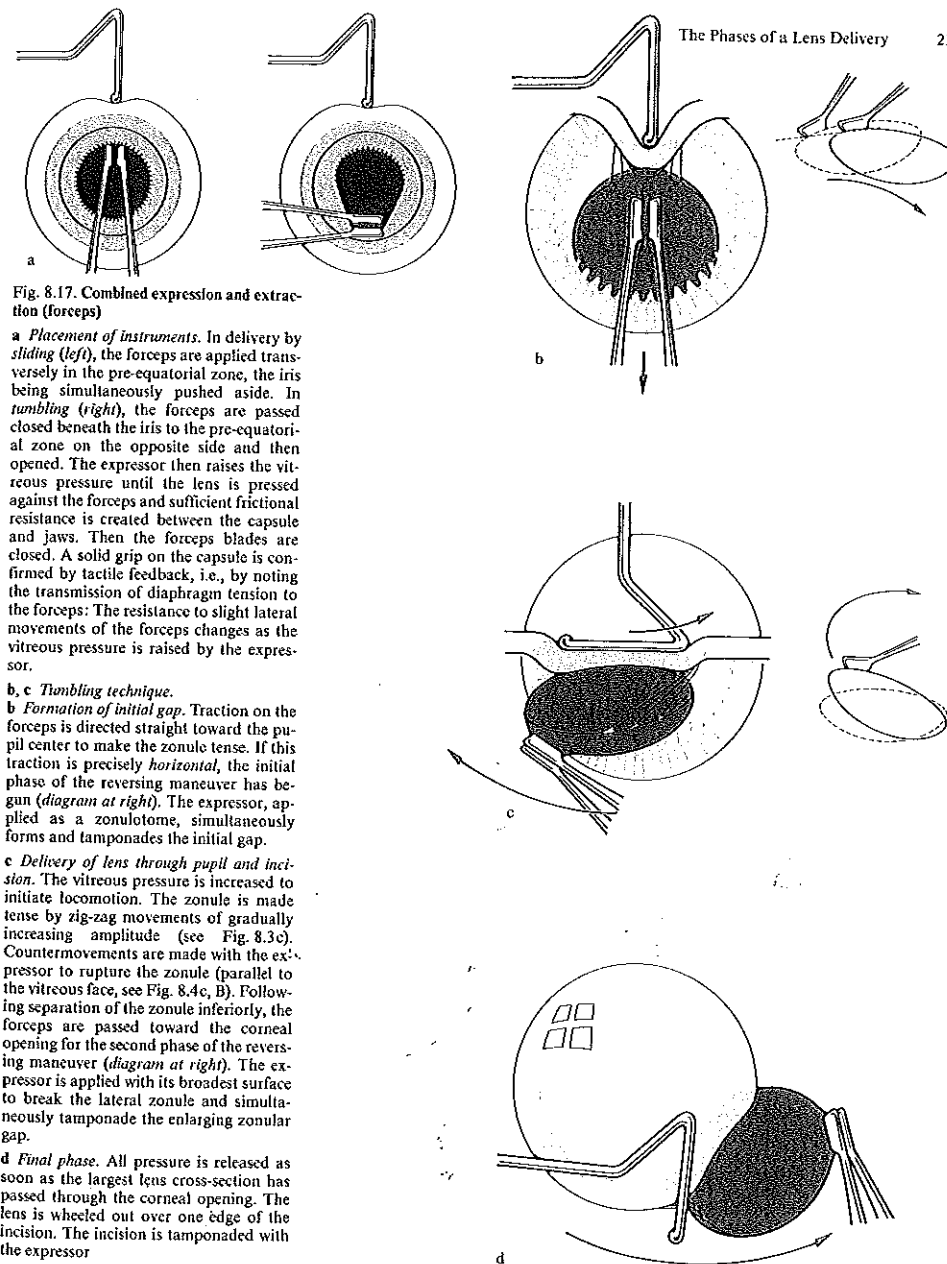 The Phases of a Lens Delivery 2
a
b
Fig. 8.17. Combined expression and extrac-
tion (forceps)
a Placement of instruments. In delivery by
sliding (left), the forceps are applied trans-
versely in the pre-equatorial zone, the iris
being simultaneously pushed aside. In
tumbling (right), the forceps are passed
closed beneath the iris to the pre-equatori-
al zone on the opposite side and then
opened. The expressor then raises the vit-
reous pressure until the lens is pressed
against the forceps and sufficient frictional
resistance is created between the capsule
and jaws. Then the forceps blades are
closed. A solid grip on the capsule is con-
firmed by tactile feedback, i.e., by noting
the transmission of diaphragm tension to
the forceps: The resistance to slight lateral
movements of the forceps changes as the
vitreous pressure is raised by the expres-
sor.
b, c Tumbling technique.
b Formation of initial gap. Traction on the
forceps is directed straight toward the pu-
pil center to make the zonule tense. If this
traction is precisely horizontal, the initial
phase of the reversing maneuver has be-
gun (diagram at right). The expressor, ap-
plied as a zonulotome, simultaneously
forms and tamponades the initial gap.
c Delivery of lens through pupil and inci-
sion. The vitreous pressure is increased to
initiate locomotion. The zonule is made
tense by zig-zag movements of gradually
increasing amplitude (see Fig. 8.3c).
Countermovements are made with the ex-
pressor to rupture the zonule (parallel to
the vitreous face, see Fig. 8.4c, B). Follow-
ing separation of the zonule inferiorly, the
forceps are passed toward the corneal
opening for the second phase of the revers-
ing maneuver (diagram at right). The ex-
pressor is applied with its broadest surface
to break the lateral zonule and simulta-
neously tamponade the enlarging zonular
gap.
d Final phase. All pressure is released as
soon as the largest lens cross-section has
passed through the corneal opening. The
lens is wheeled out over one edge of the
incision. The incision is tamponaded with
the expressor
c
d